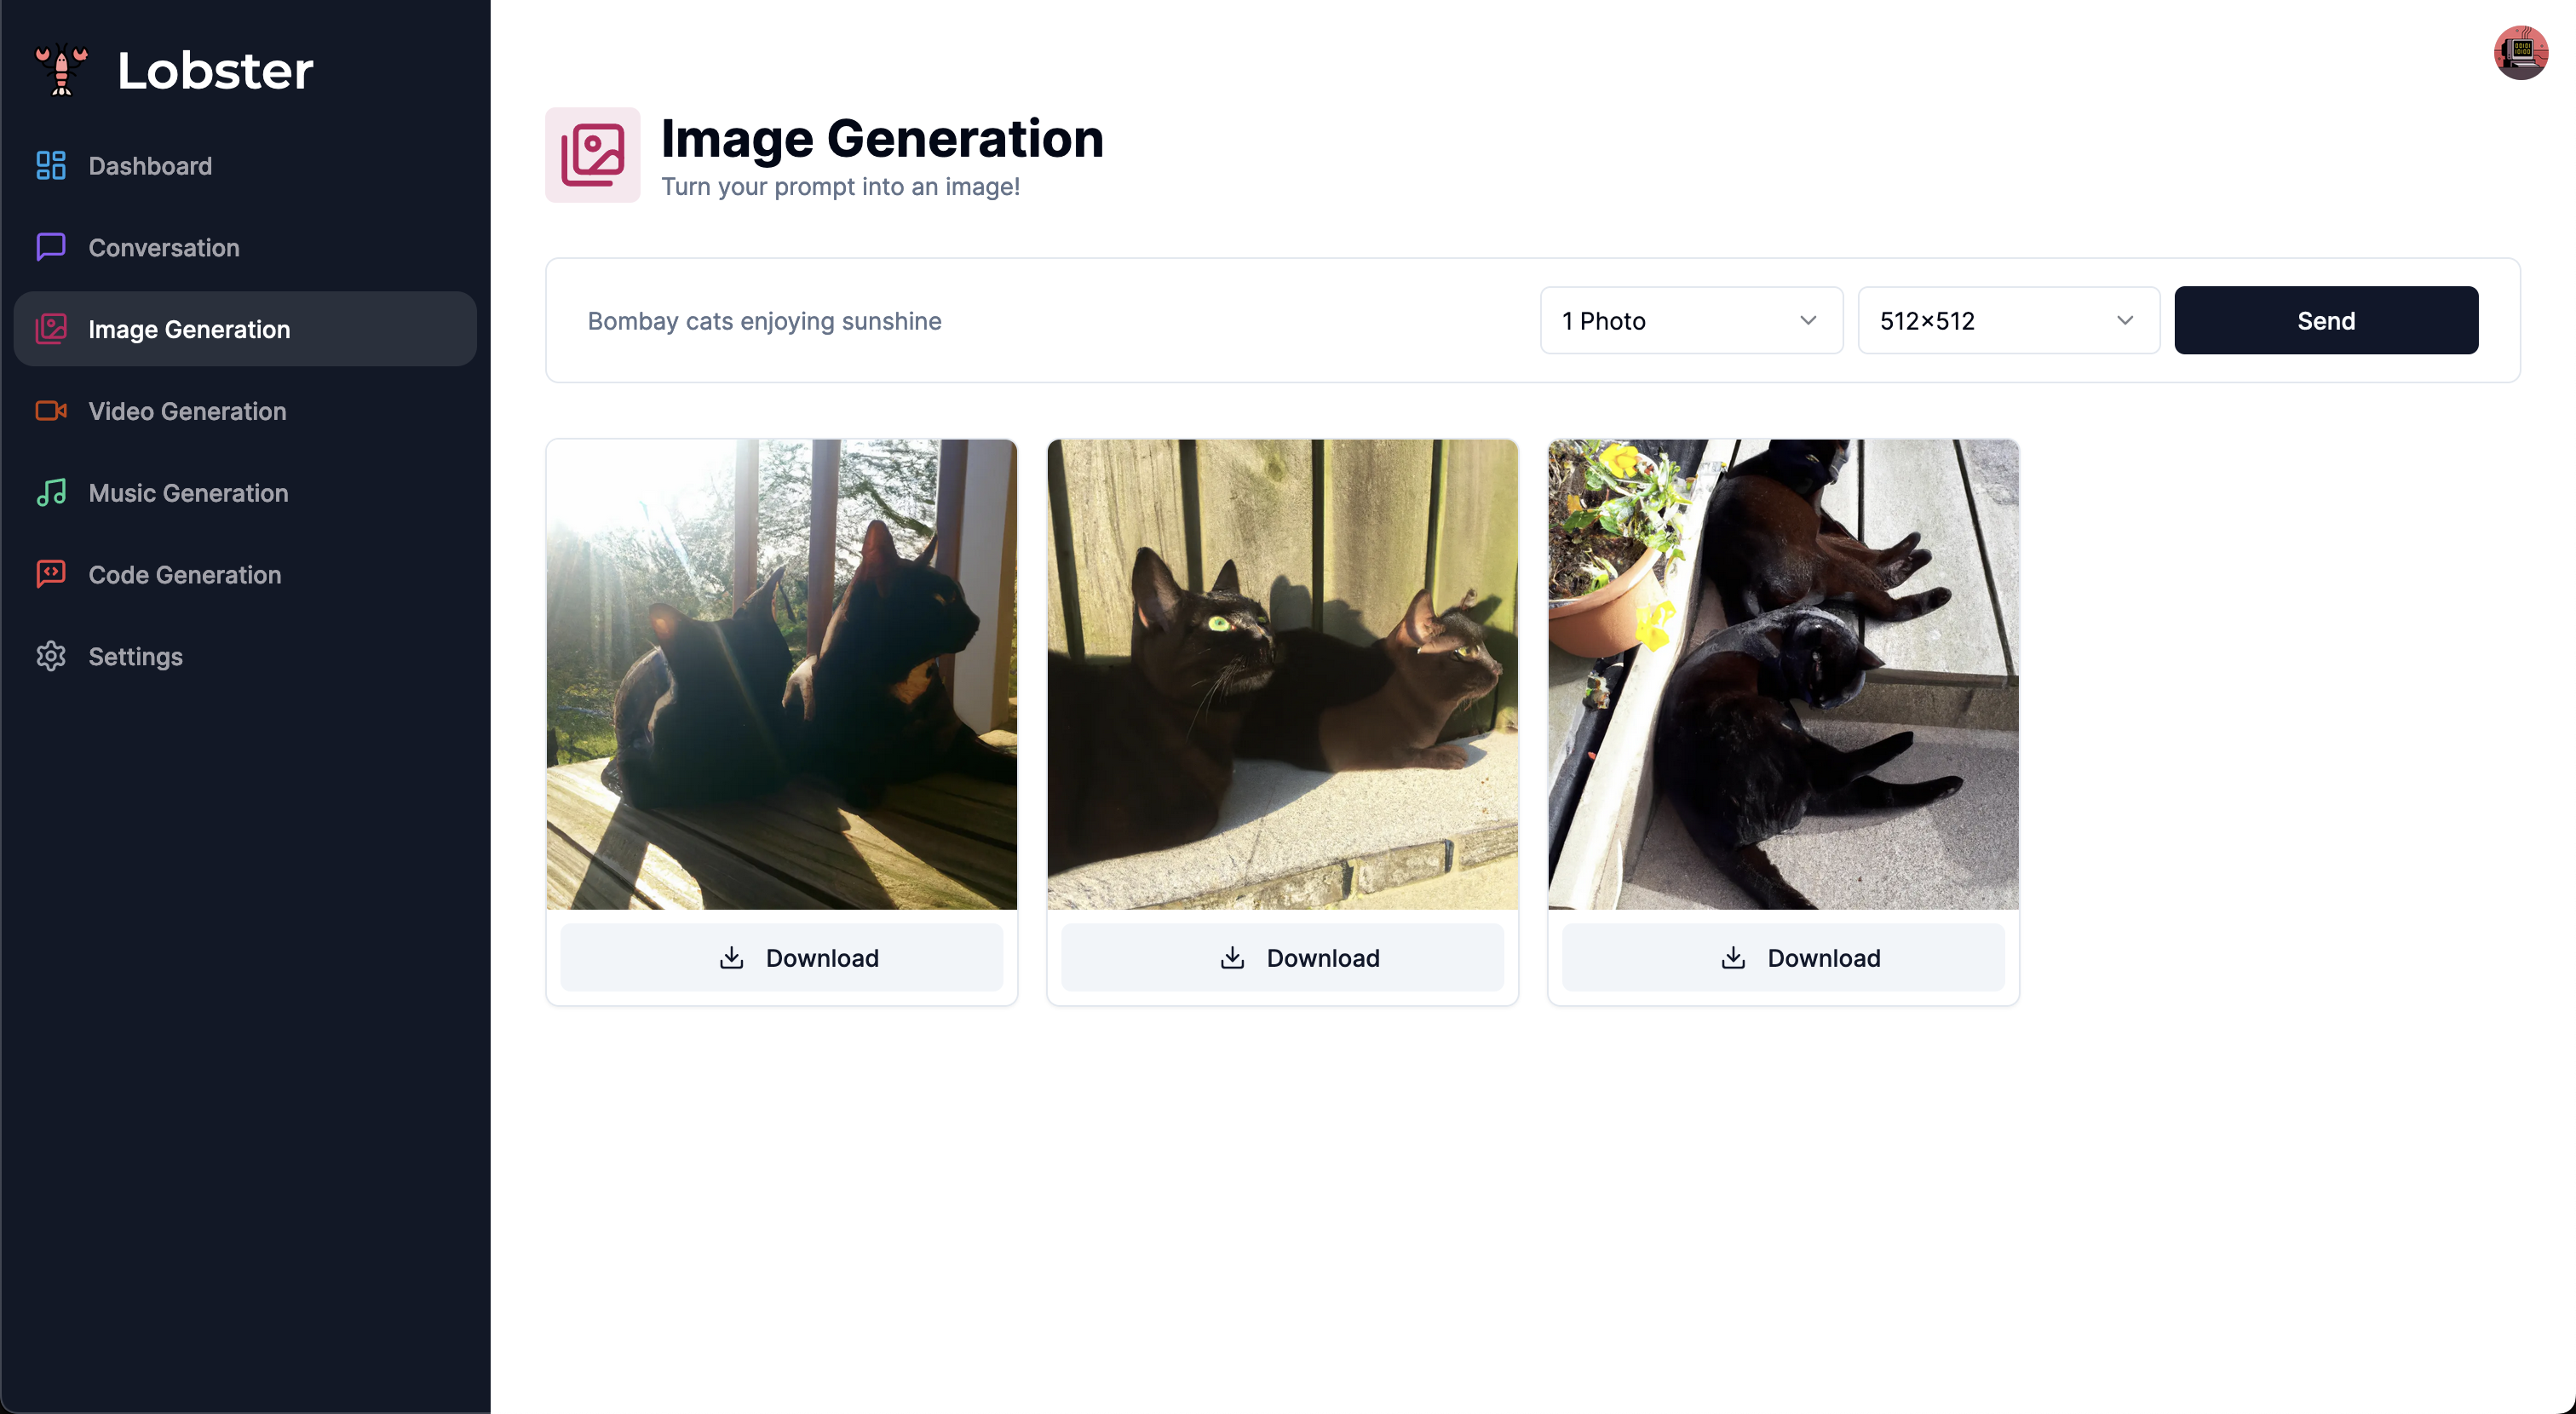 Lobster
Dashboard
Conversation
Image Generation
Video Generation
Music Generation
Code Generation
Settings
Image Generation
Turn your prompt into an image!
Bombay cats enjoying sunshine
1 Photo
512×512
Send
Download
Download
Download